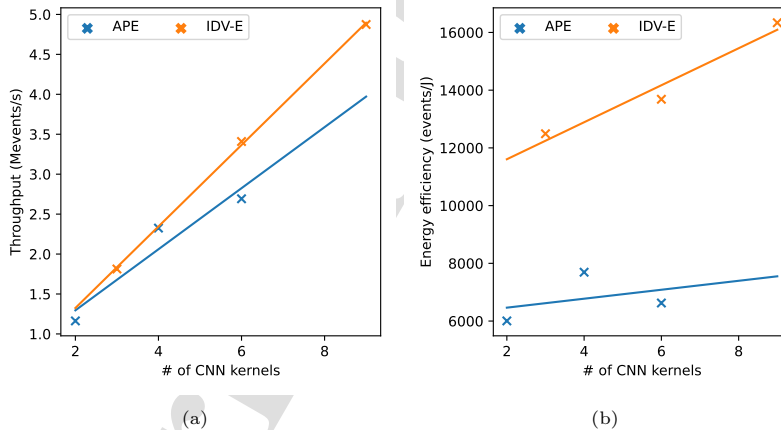 APE IDV-E
5.0
4.5
4.0
3.5
3.0
2.5
2.0
1.5
1.0
Throughput (Mevents/s)
2 4 6 8
# of CNN kernels
(a)
APE IDV-E
16000
14000
12000
10000
8000
6000
Energy efficiency (events/J)
2 4 6 8
# of CNN kernels
(b)